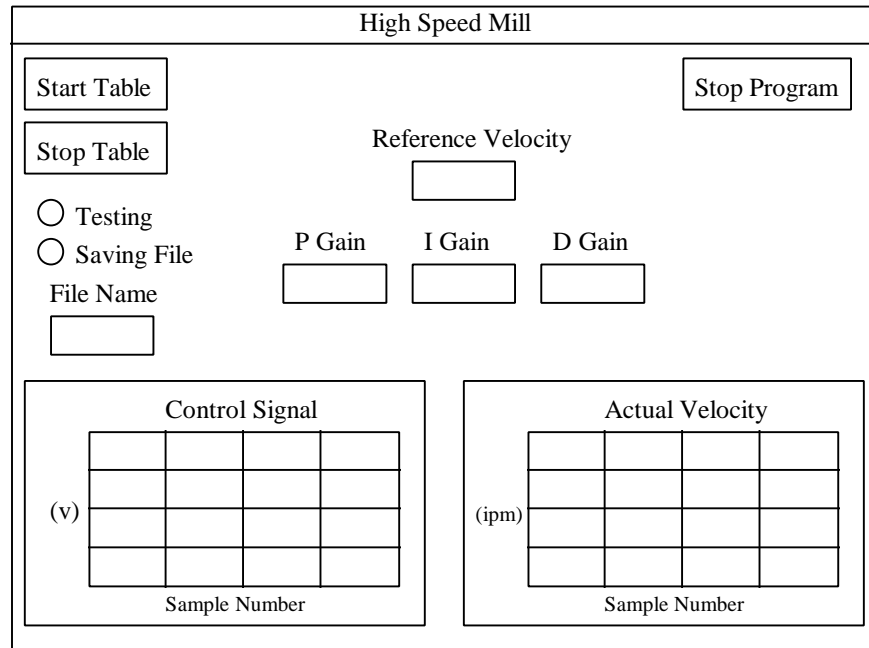 High Speed Mill
Start Table
Stop Program
Stop Table
Reference Velocity
Testing
Saving File
P Gain I Gain D Gain
File Name
Control Signal
(v)
Sample Number
Actual Velocity
(ipm)
Sample Number